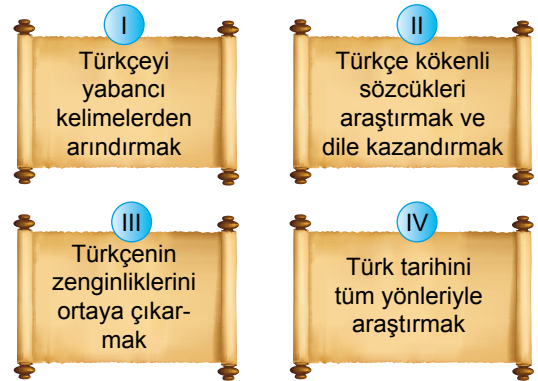 I
Türkçeyi
yabancı
kelimelerden
arındırmak
II
Türkçe kökenli
sözcükleri
araştırmak ve
dile kazandırmak
III
Türkçenin
zenginliklerini
ortaya çıkar-
mak
IV
Türk tarihini
tüm yönleriyle
araştırmak